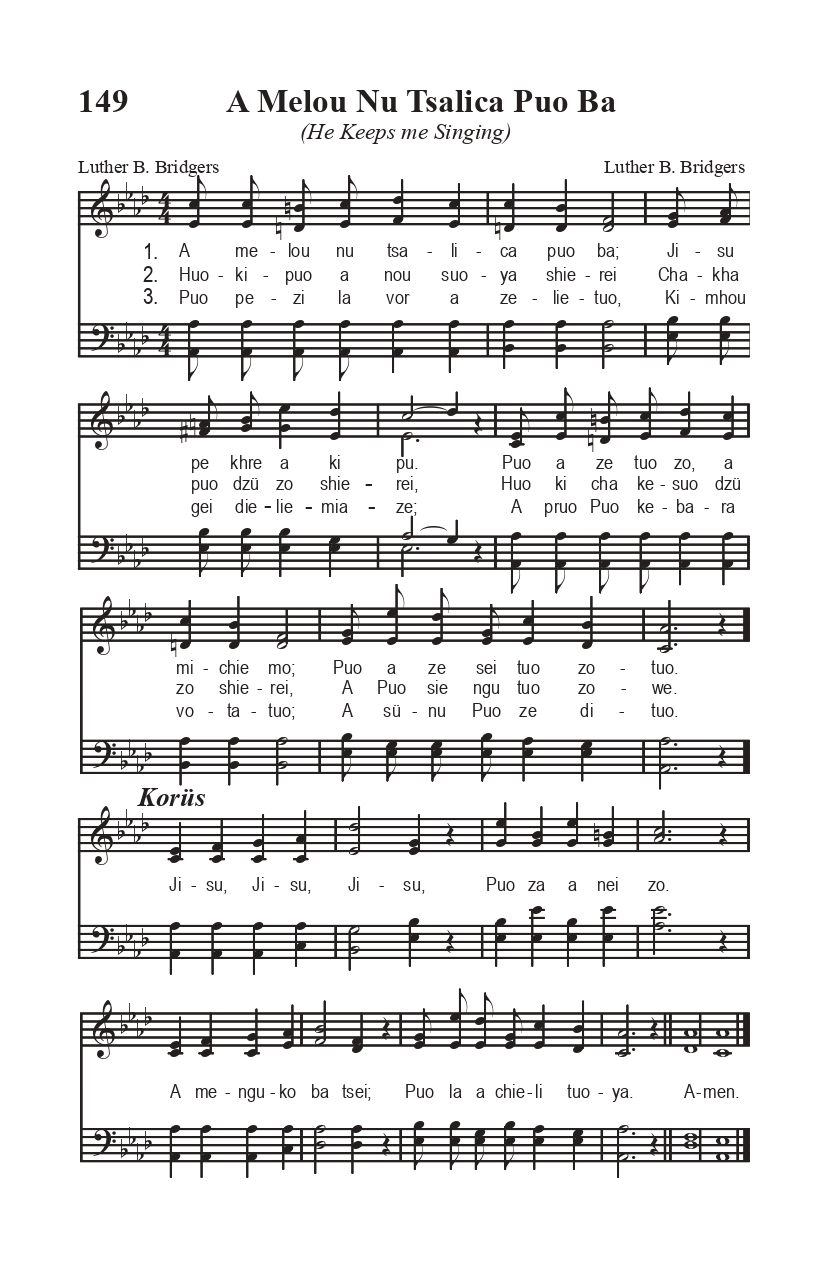 149 A Melou Nu Tsalica Puo Ba
(He Keeps me Singing)
Luther B. Bridgers Luther B. Bridgers
1. A me - lou nu tsa - li - ca puo ba; Ji - su
2. Huo - ki - puo a nou suo - ya shie - rei Cha - kha
3. Puo pe - zi la vor a ze - lie - tuo, Ki - mhou
pe khre a ki pu. Puo a ze tuo zo, a
puo dzü zo shie - rei, Huo ki cha ke - suo dzü
gei die - lie - mia - ze; A pruo Puo ke - ba - ra
mi - chie mo; Puo a ze sei tuo zo - tuo.
zo shie - rei, A Puo sie ngu tuo zo - we.
vo - ta - tuo; A sü - nu Puo ze di - tuo.
Korüs
Ji - su, Ji - su, Ji - su, Puo za a nei zo.
A me - ngu - ko ba tsei; Puo la a chie - li tuo - ya. A-men.